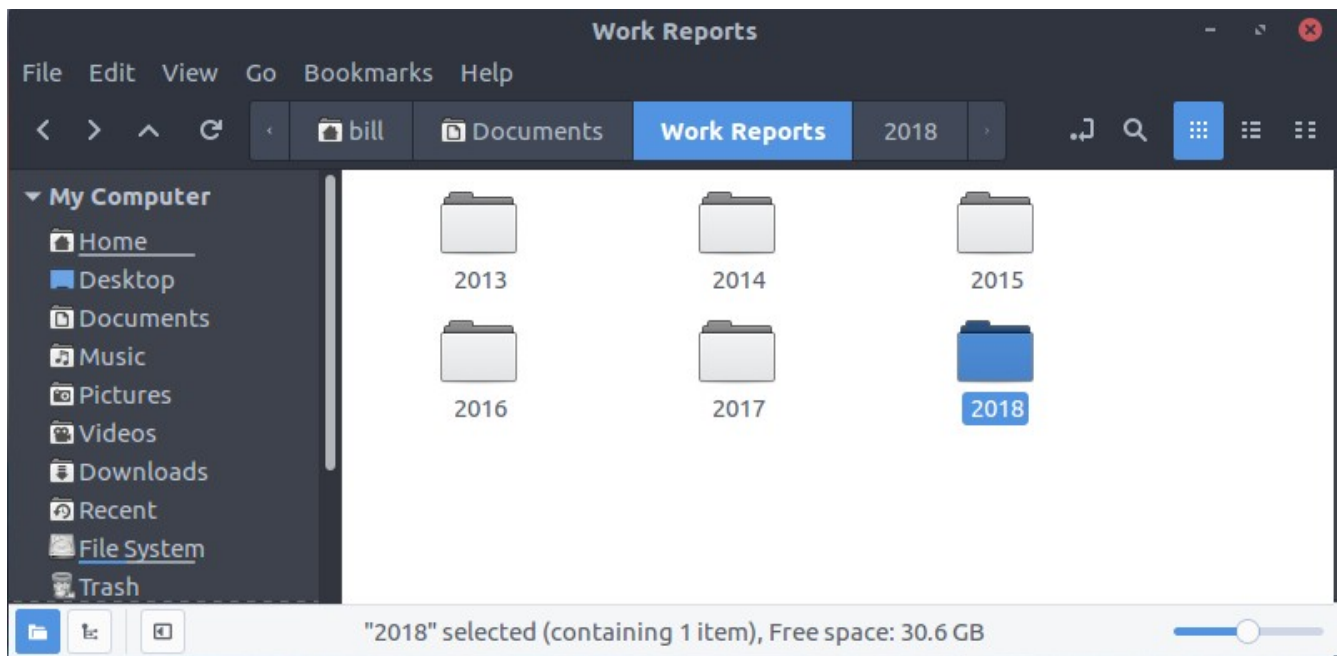 Work Reports
File Edit View Go Bookmarks Help
bill Documents Work Reports 2018
My Computer
Home
Desktop
Documents
Music
Pictures
Videos
Downloads
Recent
File System
Trash
2013 2014 2015
2016 2017 2018
"2018" selected (containing 1 item), Free space: 30.6 GB